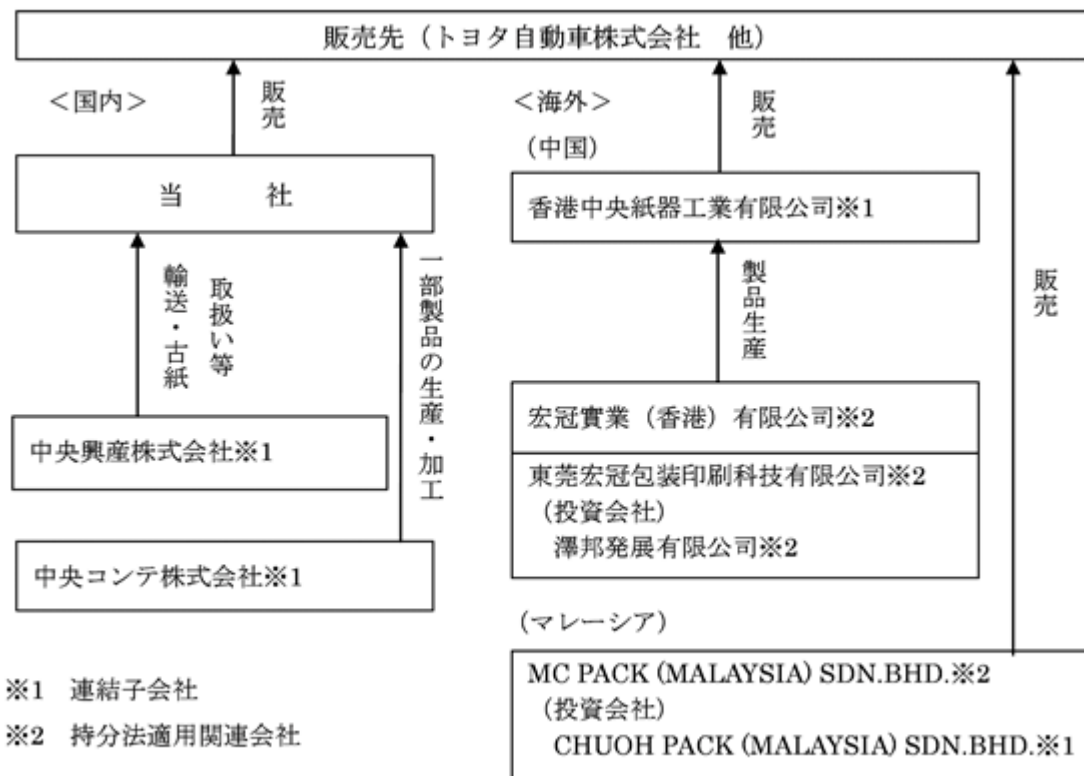 販売先（トヨタ自動車株式会社　他）
＜国内＞
販売
当　　社
輸送・古紙
取扱い等
一部製品の生産・加工
中央興産株式会社※1
中央コンテ株式会社※1
※1　連結子会社
※2　持分法適用関連会社
＜海外＞
（中国）
販売
香港中央紙器工業有限公司※1
製品生産
宏冠實業（香港）有限公司※2
東莞宏冠包装印刷科技有限公司※2
（投資会社）
澤邦発展有限公司※2
販売
（マレーシア）
MC PACK (MALAYSIA) SDN.BHD.※2
（投資会社）
CHUOH PACK (MALAYSIA) SDN.BHD.※1